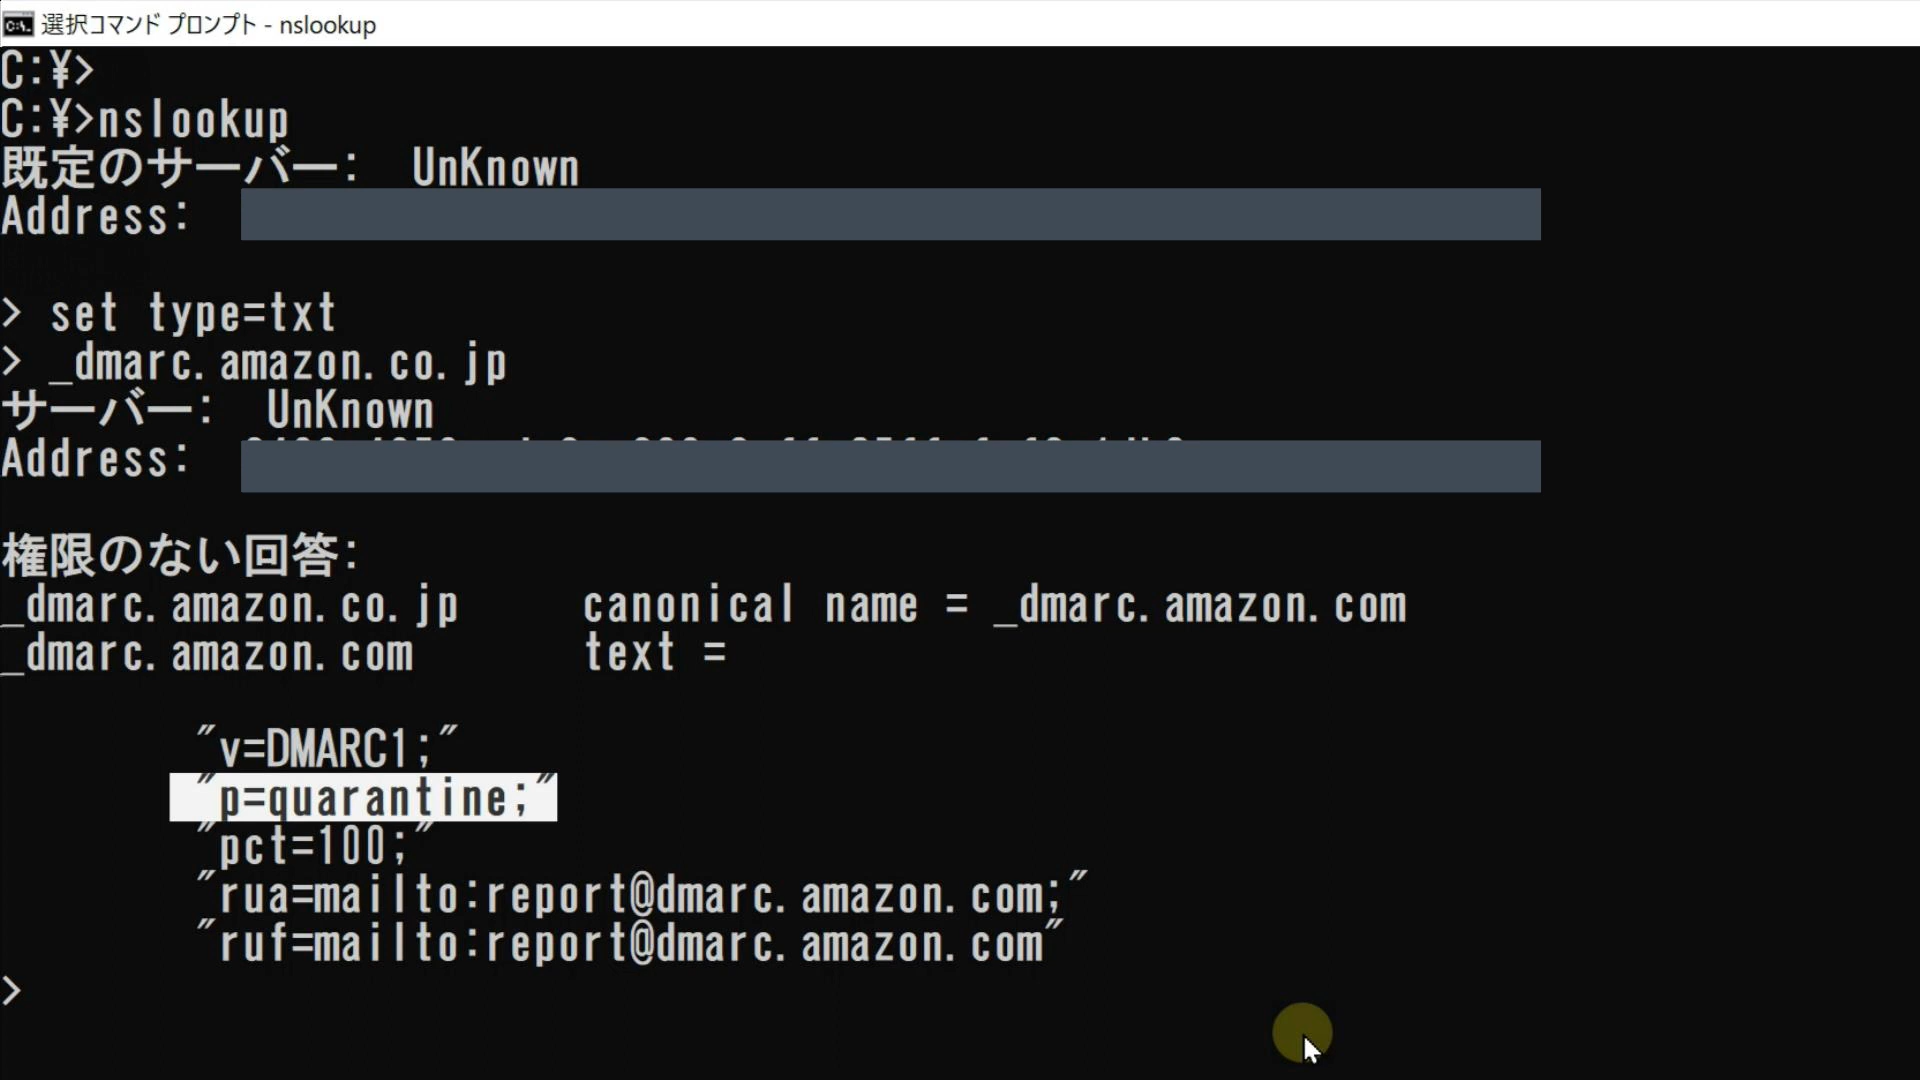 選択コマンド プロンプト - nslookup
C:¥>
C:¥>nslookup
既定のサーバー:  UnKnown
Address:
> set type=txt
> _dmarc.amazon.co.jp
サーバー:  UnKnown
Address:
権限のない回答:
_dmarc.amazon.co.jp     canonical name = _dmarc.amazon.com
_dmarc.amazon.com       text =
"v=DMARC1;"
"p=quarantine;"
"pct=100;"
"rua=mailto:report@dmarc.amazon.com;"
"ruf=mailto:report@dmarc.amazon.com"
>